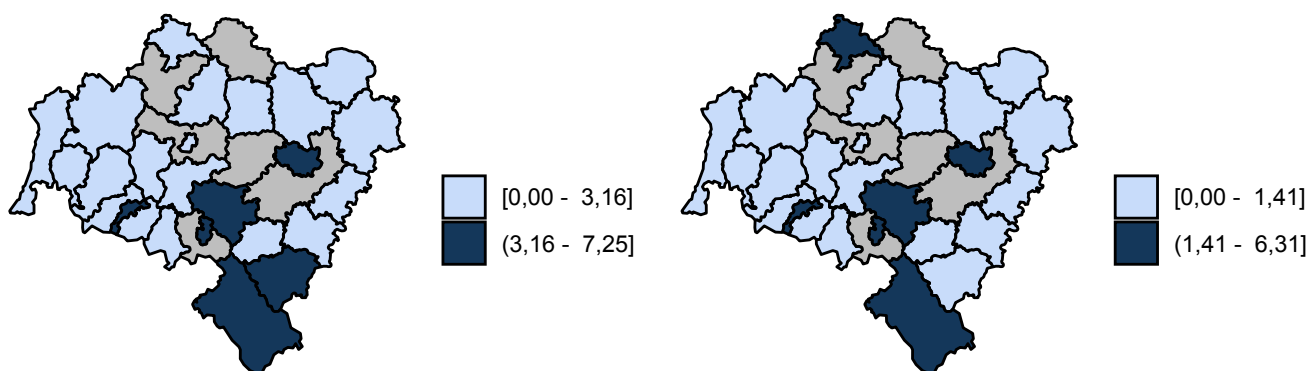 [0,00 - 3,16]
(3,16 - 7,25]
[0,00 - 1,41]
(1,41 - 6,31]